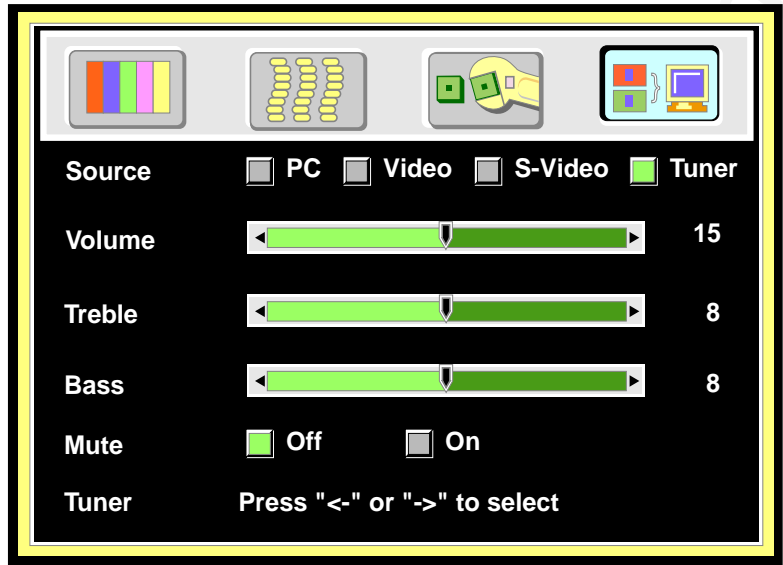 Source PC Video S-Video Tuner
Volume 15
Treble 8
Bass 8
Mute Off On
Tuner Press "<-" or "->" to select